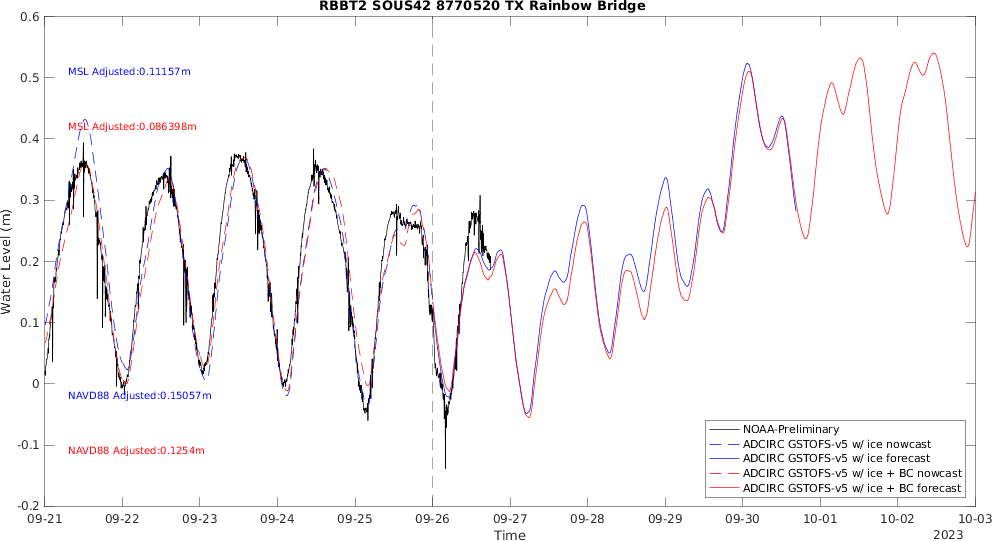 RBBT2 SOUS42 8770520 TX Rainbow Bridge
0.6
0.5
0.4
0.3
0.2
0.1
0
-0.1
-0.2
Water Level (m)
MSL Adjusted:0.11157m
MSL Adjusted:0.086398m
NAVD88 Adjusted:0.15057m
NAVD88 Adjusted:0.1254m
NOAA-Preliminary
ADCIRC GSTOFS-v5 w/ ice nowcast
ADCIRC GSTOFS-v5 w/ ice forecast
ADCIRC GSTOFS-v5 w/ ice + BC nowcast
ADCIRC GSTOFS-v5 w/ ice + BC forecast
09-21 09-22 09-23 09-24 09-25 09-26 09-27 09-28 09-29 09-30 10-01 10-02 10-03
Time
2023